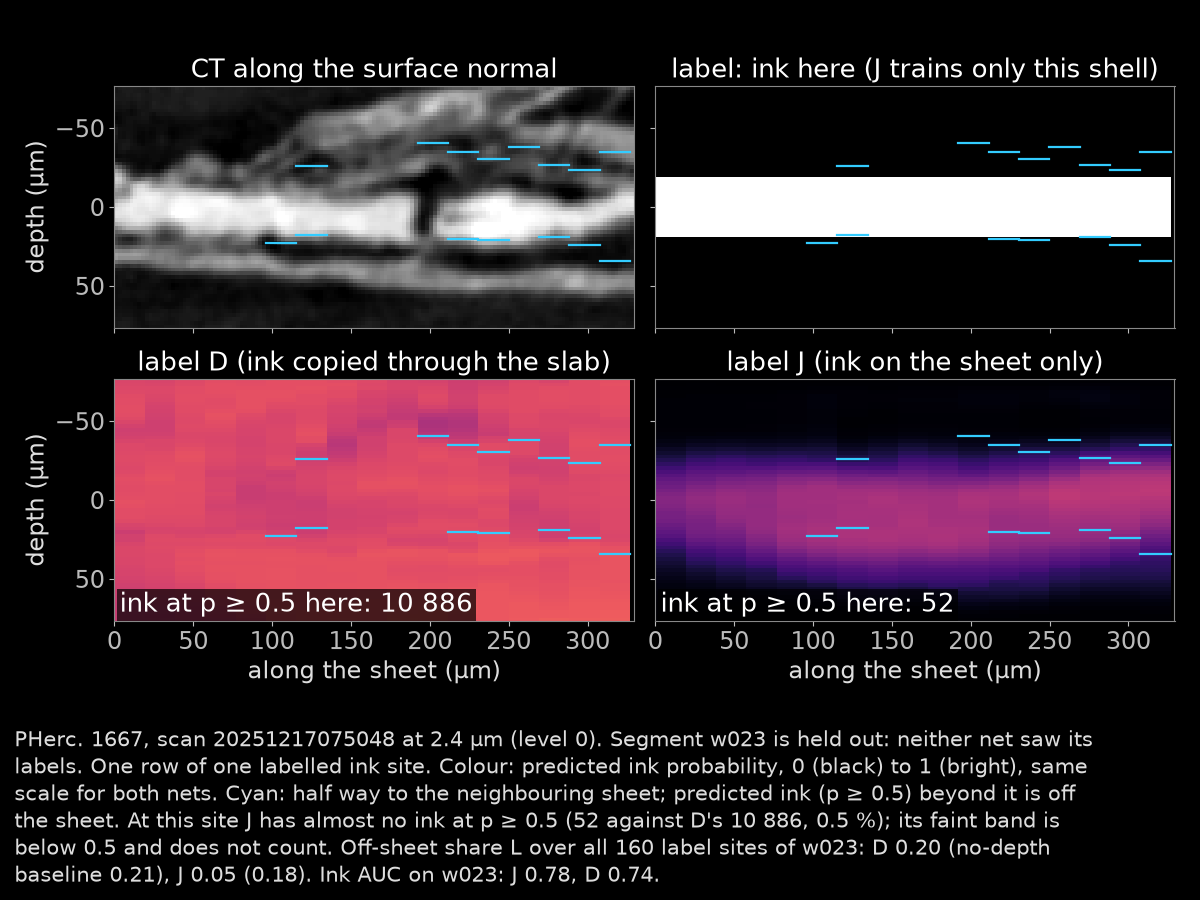 CT along the surface normal
label: ink here (J trains only this shell)
depth (µm)
−50
0
50
label D (ink copied through the slab)
label J (ink on the sheet only)
depth (µm)
−50
0
50
ink at p ≥ 0.5 here: 10 886
ink at p ≥ 0.5 here: 52
0 50 100 150 200 250 300
0 50 100 150 200 250 300
along the sheet (µm)
along the sheet (µm)
PHerc. 1667, scan 20251217075048 at 2.4 µm (level 0). Segment w023 is held out: neither net saw its
labels. One row of one labelled ink site. Colour: predicted ink probability, 0 (black) to 1 (bright), same
scale for both nets. Cyan: half way to the neighbouring sheet; predicted ink (p ≥ 0.5) beyond it is off
the sheet. At this site J has almost no ink at p ≥ 0.5 (52 against D's 10 886, 0.5 %); its faint band is
below 0.5 and does not count. Off-sheet share L over all 160 label sites of w023: D 0.20 (no-depth
baseline 0.21), J 0.05 (0.18). Ink AUC on w023: J 0.78, D 0.74.